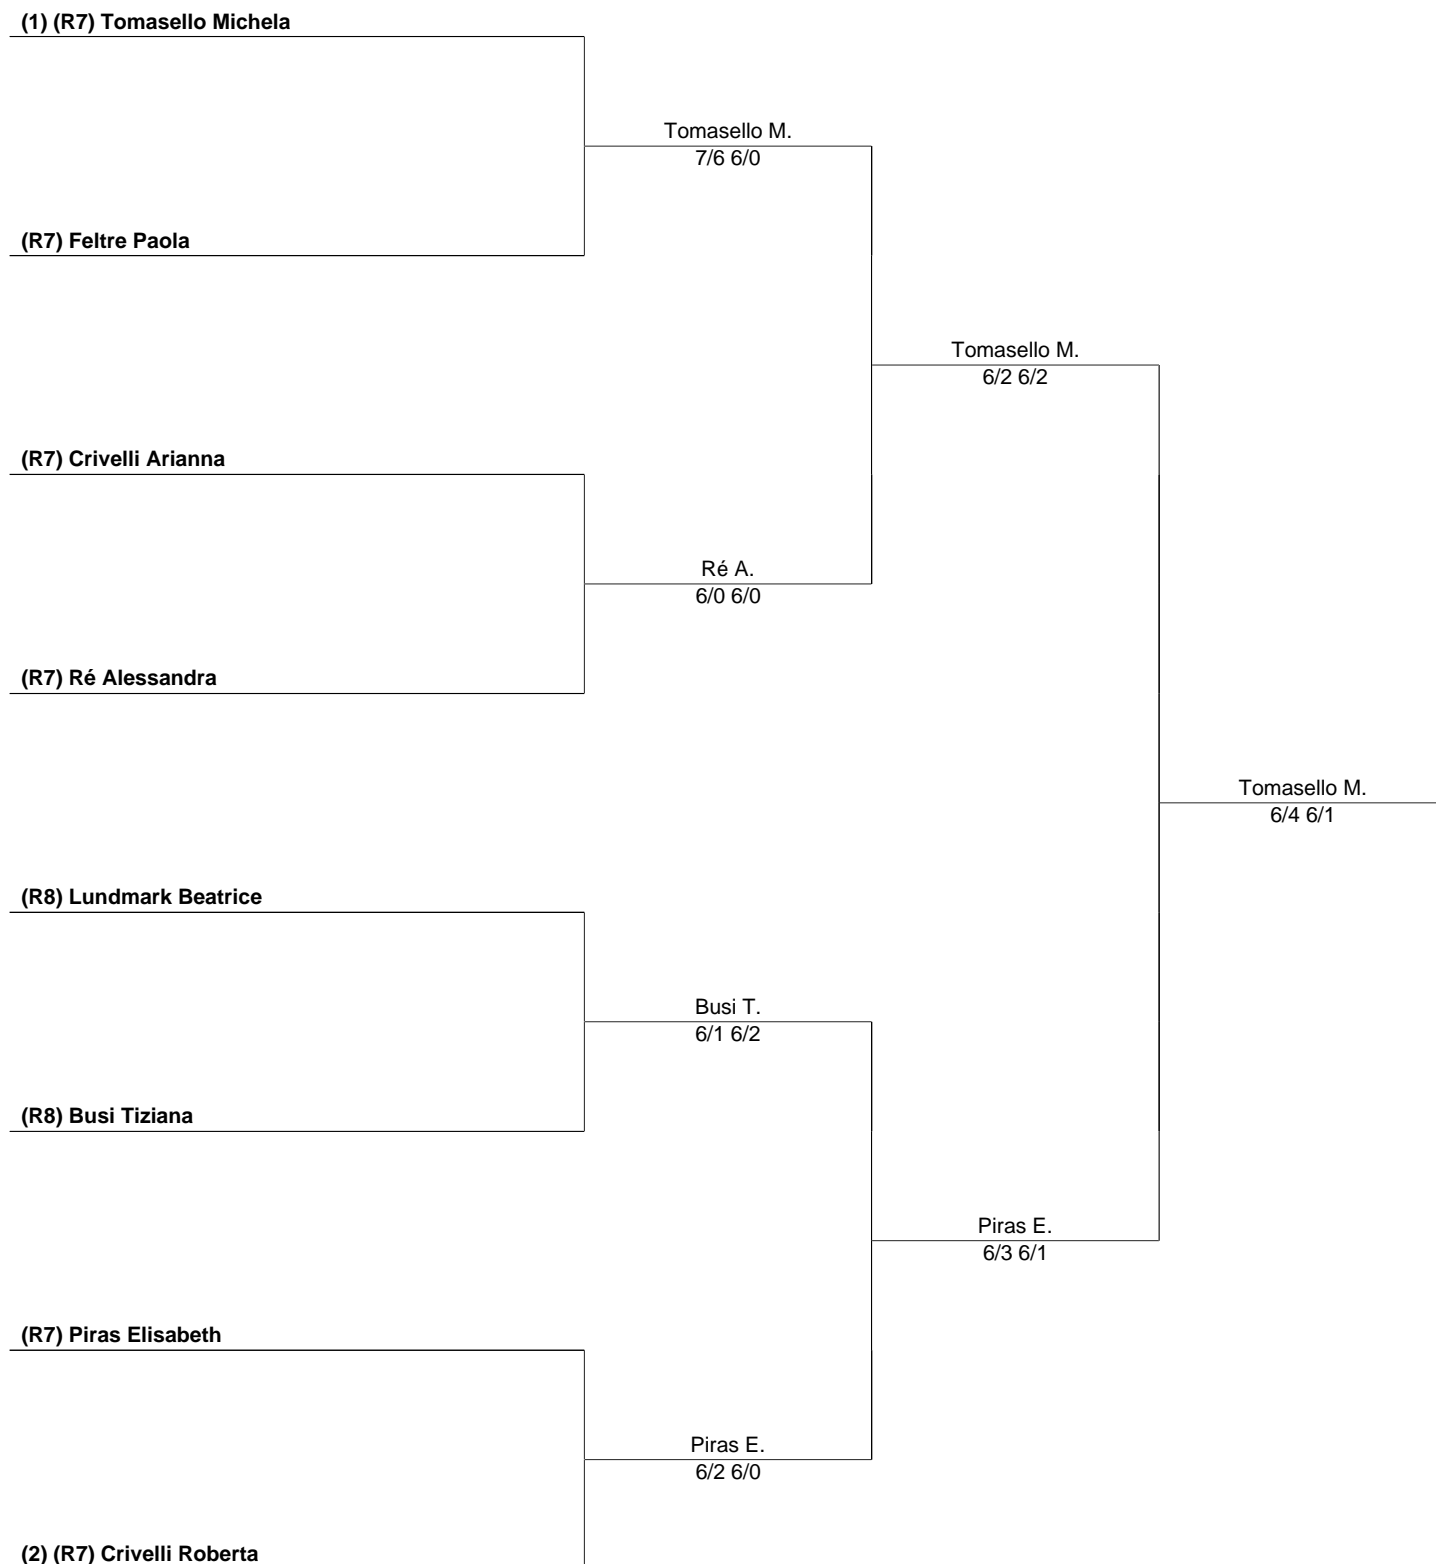 (1) (R7) Tomasello Michela
Tomasello M.
7/6 6/0
(R7) Feltre Paola
Tomasello M.
6/2 6/2
(R7) Crivelli Arianna
Ré A.
6/0 6/0
(R7) Ré Alessandra
Tomasello M.
6/4 6/1
(R8) Lundmark Beatrice
Busi T.
6/1 6/2
(R8) Busi Tiziana
Piras E.
6/3 6/1
(R7) Piras Elisabeth
Piras E.
6/2 6/0
(2) (R7) Crivelli Roberta